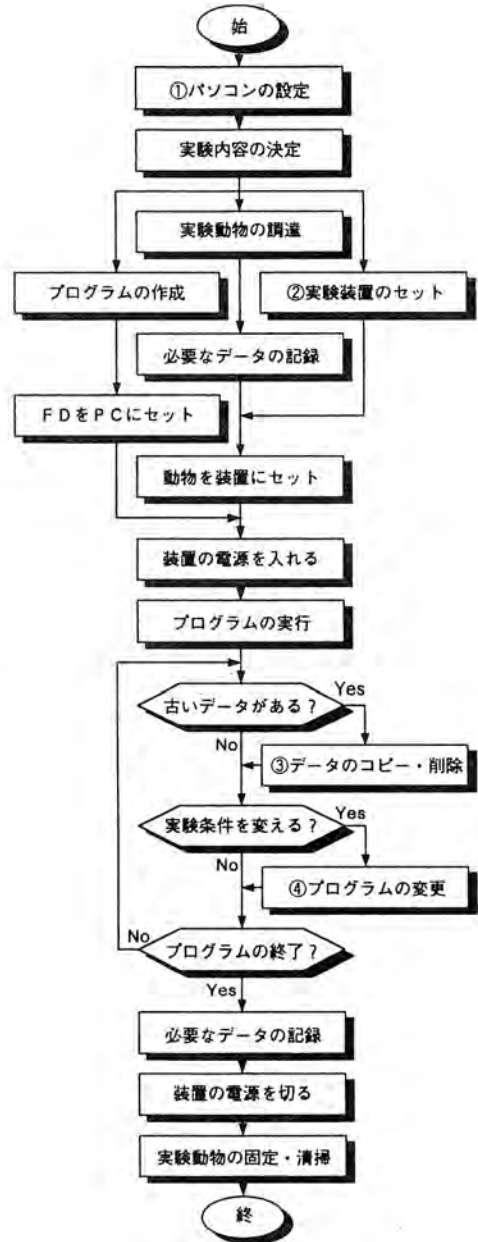 始
①パソコンの設定
実験内容の決定
実験動物の調達
プログラムの作成
②実験装置のセット
必要なデータの記録
FDをPCにセット
動物を装置にセット
装置の電源を入れる
プログラムの実行
古いデータがある?
Yes
No
③データのコピー・削除
実験条件を変える?
Yes
No
④プログラムの変更
No
プログラムの終了?
Yes
必要なデータの記録
装置の電源を切る
実験動物の固定・清掃
終